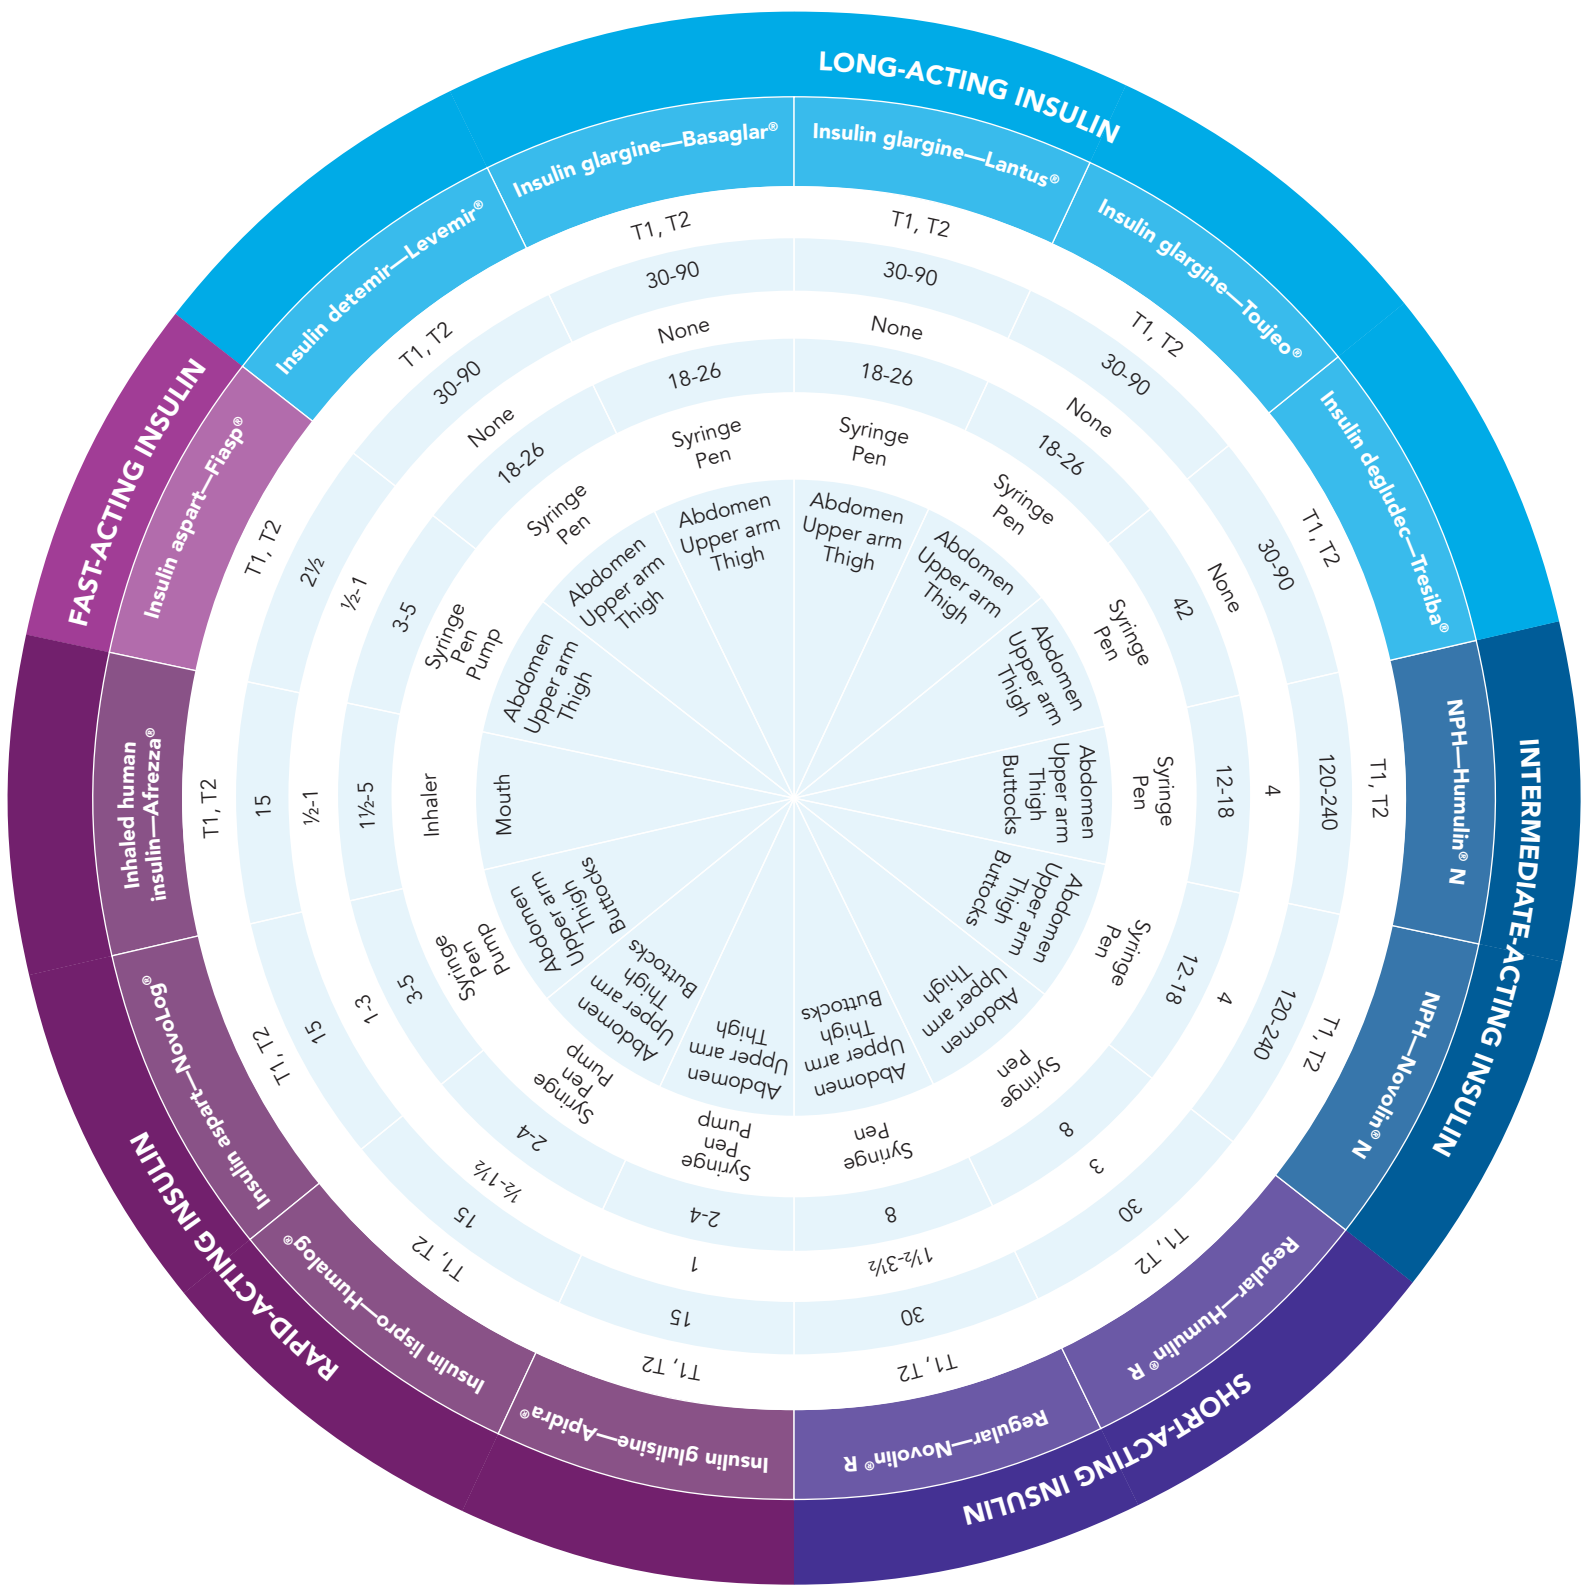 LONG-ACTING INSULIN
Insulin glargine—Lantus®
T1, T2
30-90
None
18-26
Syringe
Pen
Abdomen
Upper arm
Thigh
Insulin glargine—Toujeo®
T1, T2
30-90
None
18-26
Syringe
Pen
Abdomen
Upper arm
Thigh
Insulin degludec—Tresiba®
T1, T2
30-90
None
42
Syringe
Pen
Abdomen
Upper arm
Thigh
INTERMEDIATE-ACTING INSULIN
NPH—Humulin® N
T1, T2
120-240
4
12-18
Syringe
Pen
Abdomen
Upper arm
Thigh
Buttocks
NPH—Novolin® N
T1, T2
120-240
4
12-18
Syringe
Pen
Abdomen
Upper arm
Thigh
Buttocks
SHORT-ACTING INSULIN
Regular—Humulin® R
T1, T2
30
3
8
Syringe
Pen
Abdomen
Upper arm
Thigh
Regular—Novolin® R
T1, T2
30
1½-3½
8
Syringe
Pen
Abdomen
Upper arm
Thigh
Buttocks
RAPID-ACTING INSULIN
Insulin glulisine—Apidra®
T1, T2
15
1
2-4
Syringe
Pen
Pump
Abdomen
Upper arm
Thigh
Insulin lispro—Humalog®
T1, T2
15
½-1½
2-4
Syringe
Pen
Pump
Abdomen
Upper arm
Thigh
Buttocks
Insulin aspart—NovoLog®
T1, T2
15
1-3
3-5
Syringe
Pen
Pump
Abdomen
Upper arm
Thigh
Buttocks
Inhaled human
insulin—Afrezza®
T1, T2
15
½-1
1½-5
Inhaler
Mouth
FAST-ACTING INSULIN
Insulin aspart—Fiasp®
T1, T2
2½
½-1
3-5
Syringe
Pen
Pump
Abdomen
Upper arm
Thigh
Insulin detemir—Levemir®
T1, T2
30-90
None
18-26
Syringe
Pen
Abdomen
Upper arm
Thigh
Insulin glargine—Basaglar®
T1, T2
30-90
None
18-26
Syringe
Pen
Abdomen
Upper arm
Thigh